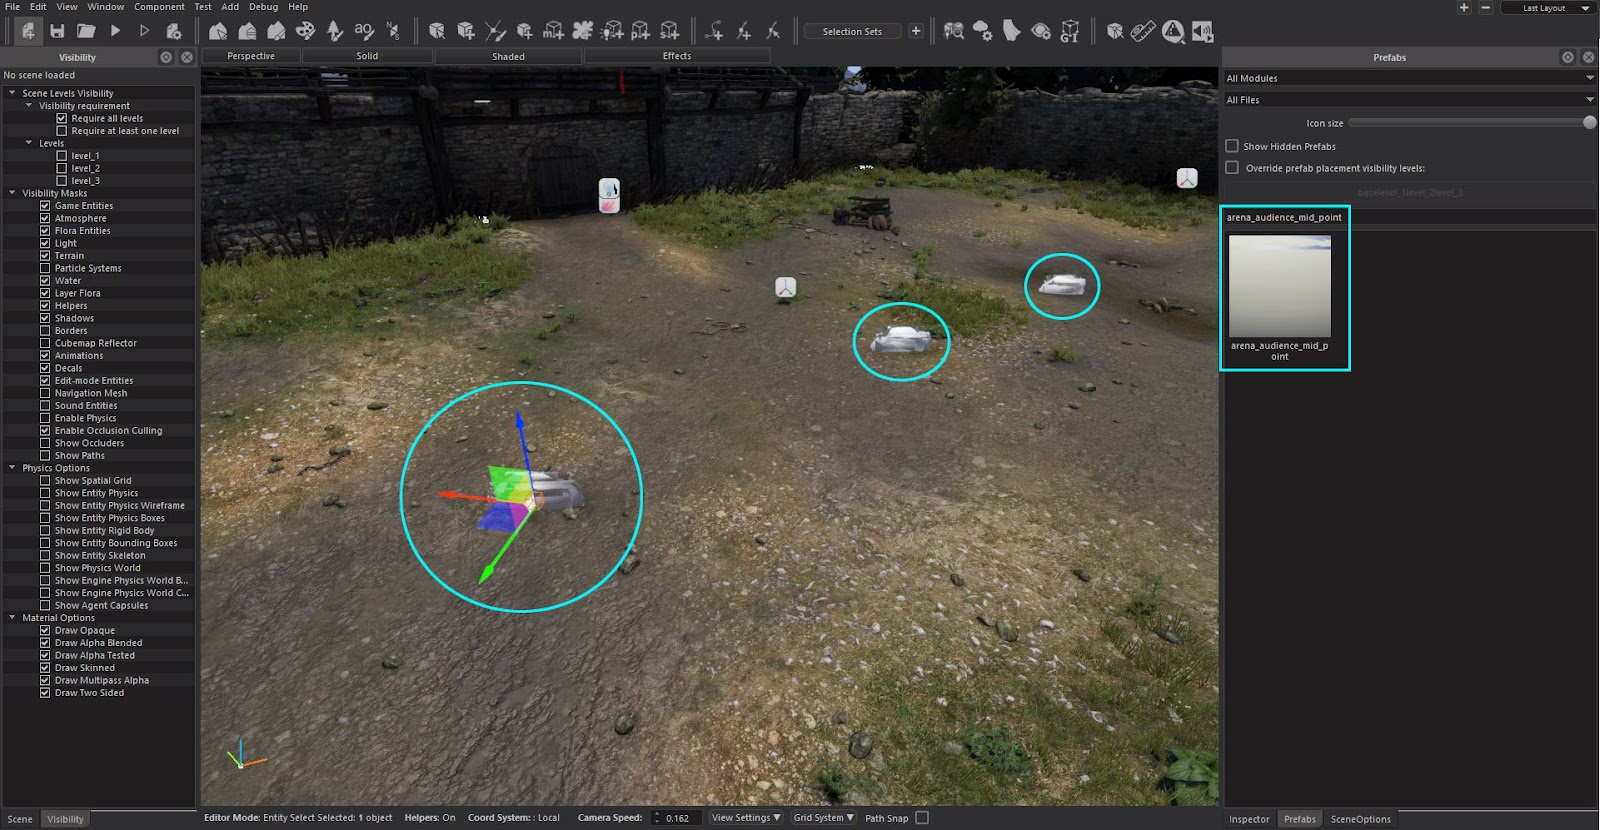 File Edit View Window Component Test Add Debug Help
Last Layout
Selection Sets
Visibility
Perspective Solid Shaded Effects
Prefabs
No scene loaded
Scene Levels Visibility
Visibility requirement
Require all levels
Require at least one level
Levels
level_1
level_2
level_3
Visibility Masks
Game Entities
Atmosphere
Flora Entities
Light
Terrain
Particle Systems
Water
Layer Flora
Helpers
Shadows
Borders
Cubemap Reflector
Animations
Decals
Edit-mode Entities
Navigation Mesh
Sound Entities
Enable Physics
Enable Occlusion Culling
Show Occluders
Show Paths
Physics Options
Show Spatial Grid
Show Entity Physics
Show Entity Physics Wireframe
Show Entity Physics Boxes
Show Entity Rigid Body
Show Entity Bounding Boxes
Show Entity Skeleton
Show Physics World
Show Engine Physics World B...
Show Engine Physics World C...
Show Agent Capsules
Material Options
Draw Opaque
Draw Alpha Blended
Draw Alpha Tested
Draw Skinned
Draw Multipass Alpha
Draw Two Sided
All Modules
All Files
Icon size
Show Hidden Prefabs
Override prefab placement visibility levels:
baselevel_1level_2level_3
arena_audience_mid_point
arena_audience_mid_p
oint
Scene Visibility
Editor Mode: Entity Select Selected: 1 object Helpers: On Coord System: : Local Camera Speed: 0.162 View Settings Grid System Path Snap
Inspector Prefabs SceneOptions